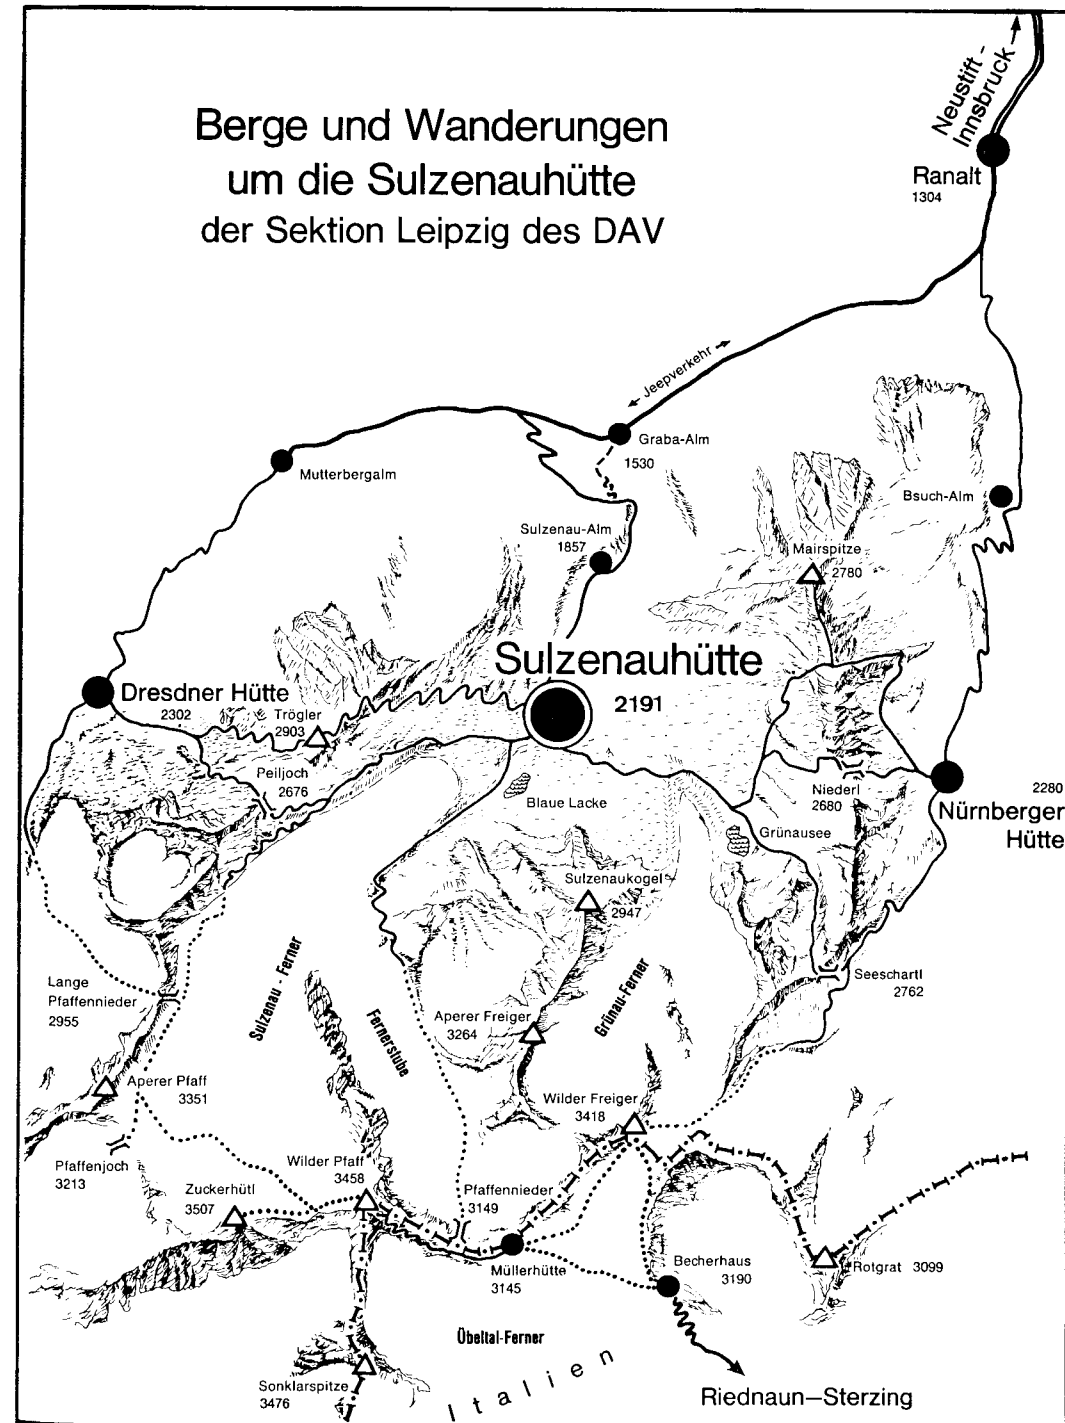 Berge und Wanderungen
um die Sulzenauhütte
der Sektion Leipzig des DAV
Neustift -
Innsbruck
Ranalt
1304
← Jeepverkehr →
Graba-Alm
1530
Mutterbergalm
Bsuch-Alm
Sulzenau-Alm
1857
Mairspitze
2780
Sulzenauhütte
2191
Dresdner Hütte
2302
Trögler
2903
Peiljoch
2676
Blaue Lacke
Niederl
2680
2280
Nürnberger
Hütte
Grünausee
Sulzenaukogel
2947
Lange
Pfaffennieder
2955
Sulzenau - Ferner
Fernerstube
Grünau-Ferner
Seeschartl
2762
Aperer Freiger
3264
Aperer Pfaff
3351
Wilder Freiger
3418
Pfaffenjoch
3213
Wilder Pfaff
3458
Zuckerhütl
3507
Pfaffennieder
3149
Müllerhütte
3145
Becherhaus
3190
Rotgrat 3099
Übeltal-Ferner
Sonklarspitze
3476
Italien
Riednaun—Sterzing